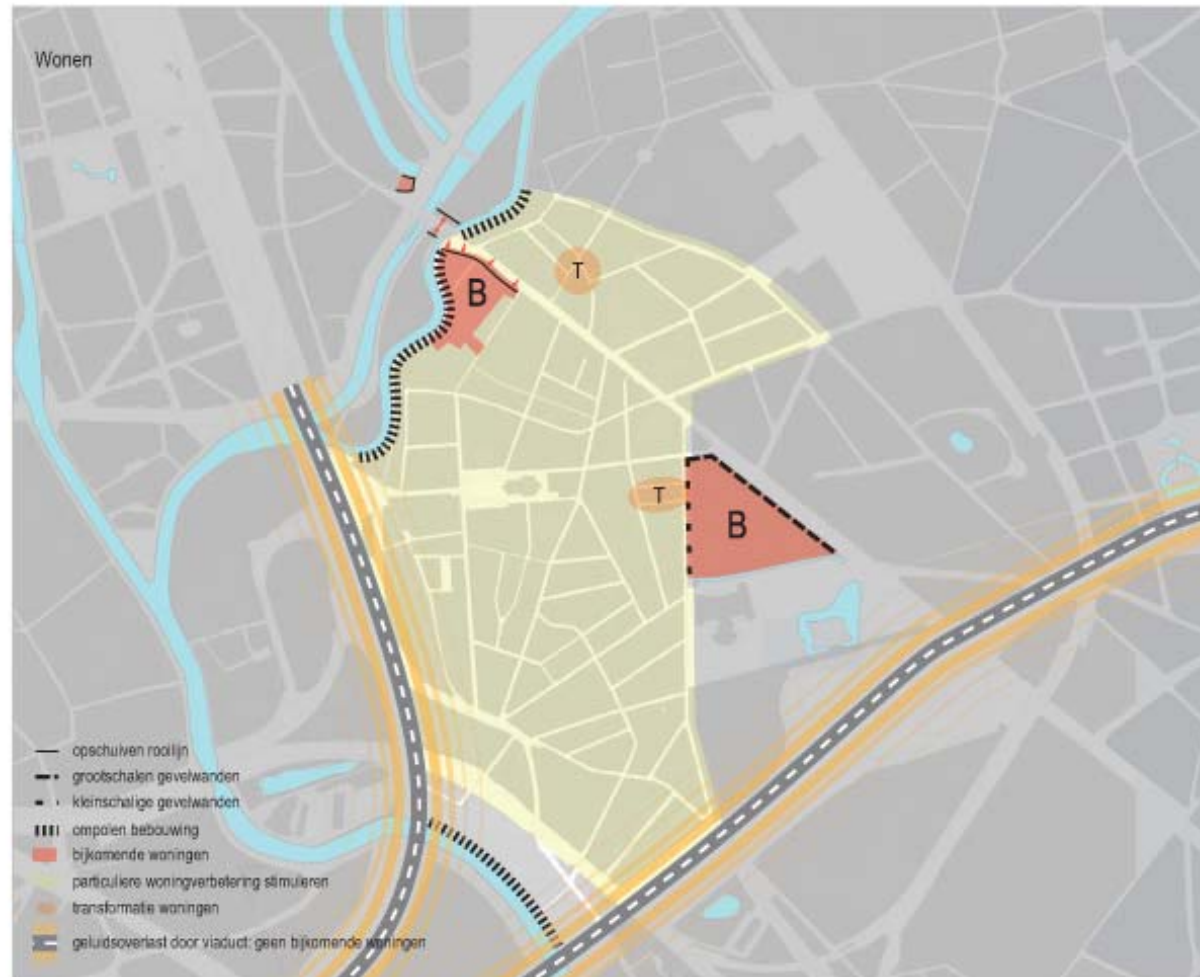 Wonen
T
B
T
B
opschuiven rooilijn
grootschalen gevelwanden
kleinschalige gevelwanden
ompolen bebouwing
bijkomende woningen
particuliere woningverbetering stimuleren
transformatie woningen
geluidsoverlast door viaduct: geen bijkomende woningen